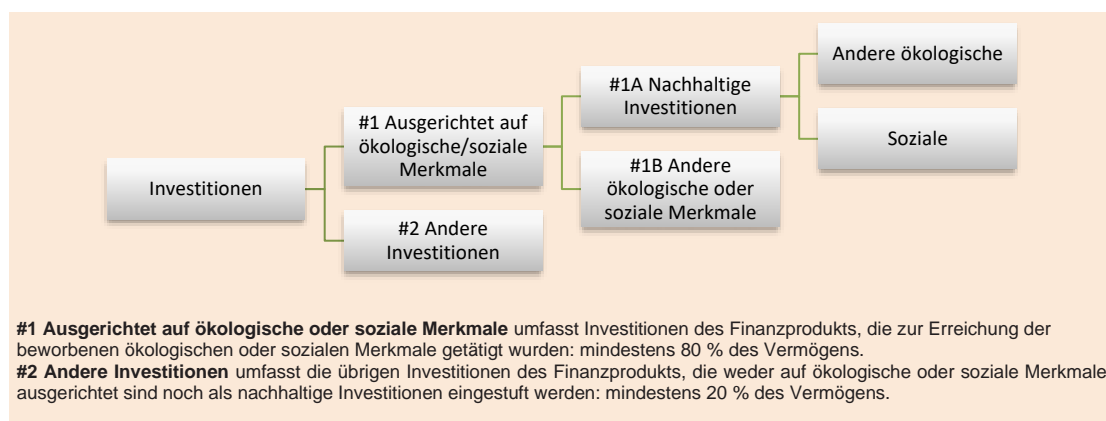 Investitionen
#1 Ausgerichtet auf
ökologische/soziale
Merkmale
#2 Andere
Investitionen
#1A Nachhaltige
Investitionen
#1B Andere
ökologische oder
soziale Merkmale
Andere ökologische
Soziale
#1 Ausgerichtet auf ökologische oder soziale Merkmale umfasst Investitionen des Finanzprodukts, die zur Erreichung der
beworbenen ökologischen oder sozialen Merkmale getätigt wurden: mindestens 80 % des Vermögens.
#2 Andere Investitionen umfasst die übrigen Investitionen des Finanzprodukts, die weder auf ökologische oder soziale Merkmale
ausgerichtet sind noch als nachhaltige Investitionen eingestuft werden: mindestens 20 % des Vermögens.